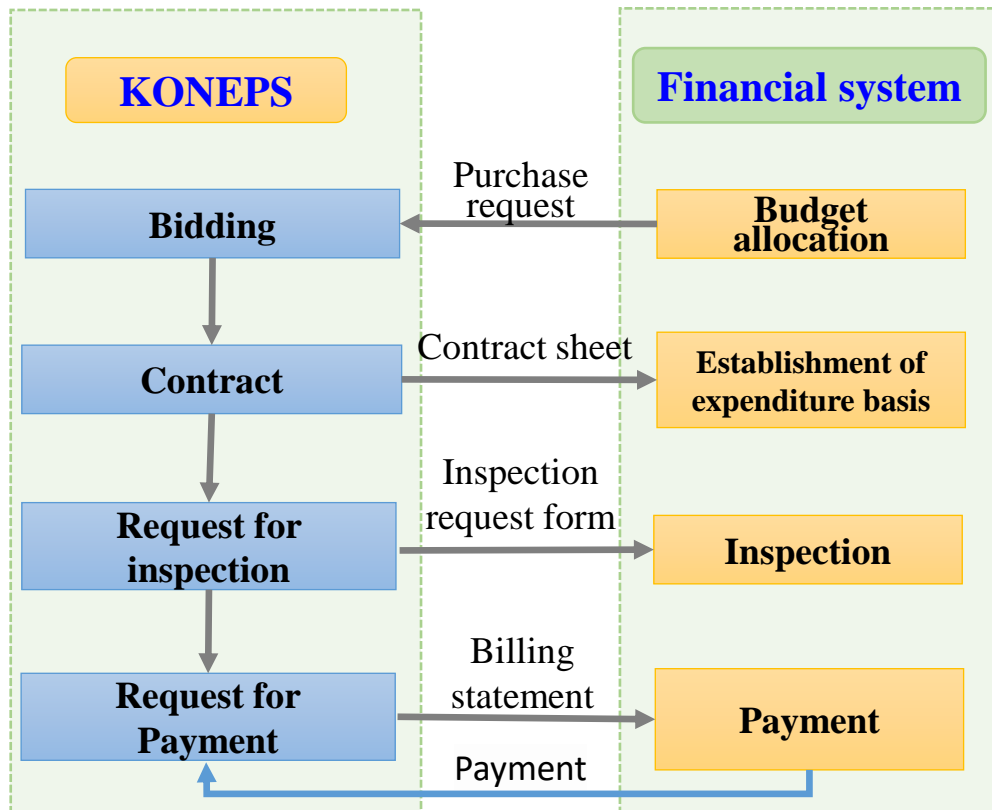 KONEPS
Financial system
Purchase
request
Bidding
Budget
allocation
Contract sheet
Contract
Establishment of
expenditure basis
Inspection
request form
Request for
inspection
Inspection
Billing
statement
Request for
Payment
Payment
Payment